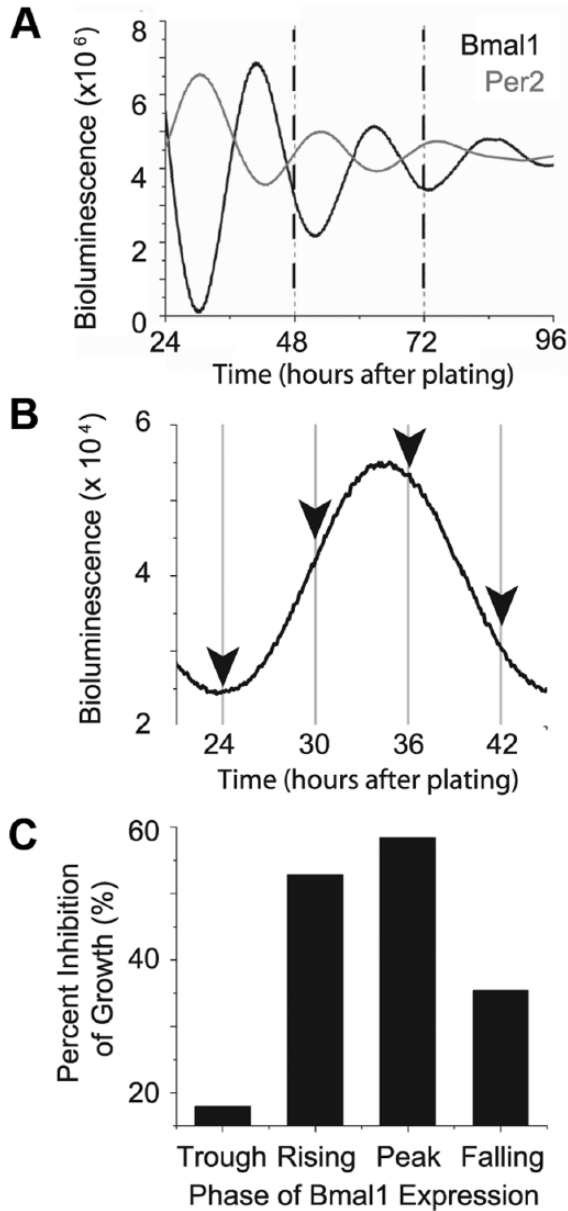 A
Bioluminescence (x10⁶)
8
6
4
2
0
Bmal1
Per2
24 48 72 96
Time (hours after plating)
B
Bioluminescence (x 10⁴)
6
4
2
24 30 36 42
Time (hours after plating)
C
Percent Inhibition
of Growth (%)
60
40
20
Trough Rising Peak Falling
Phase of Bmal1 Expression